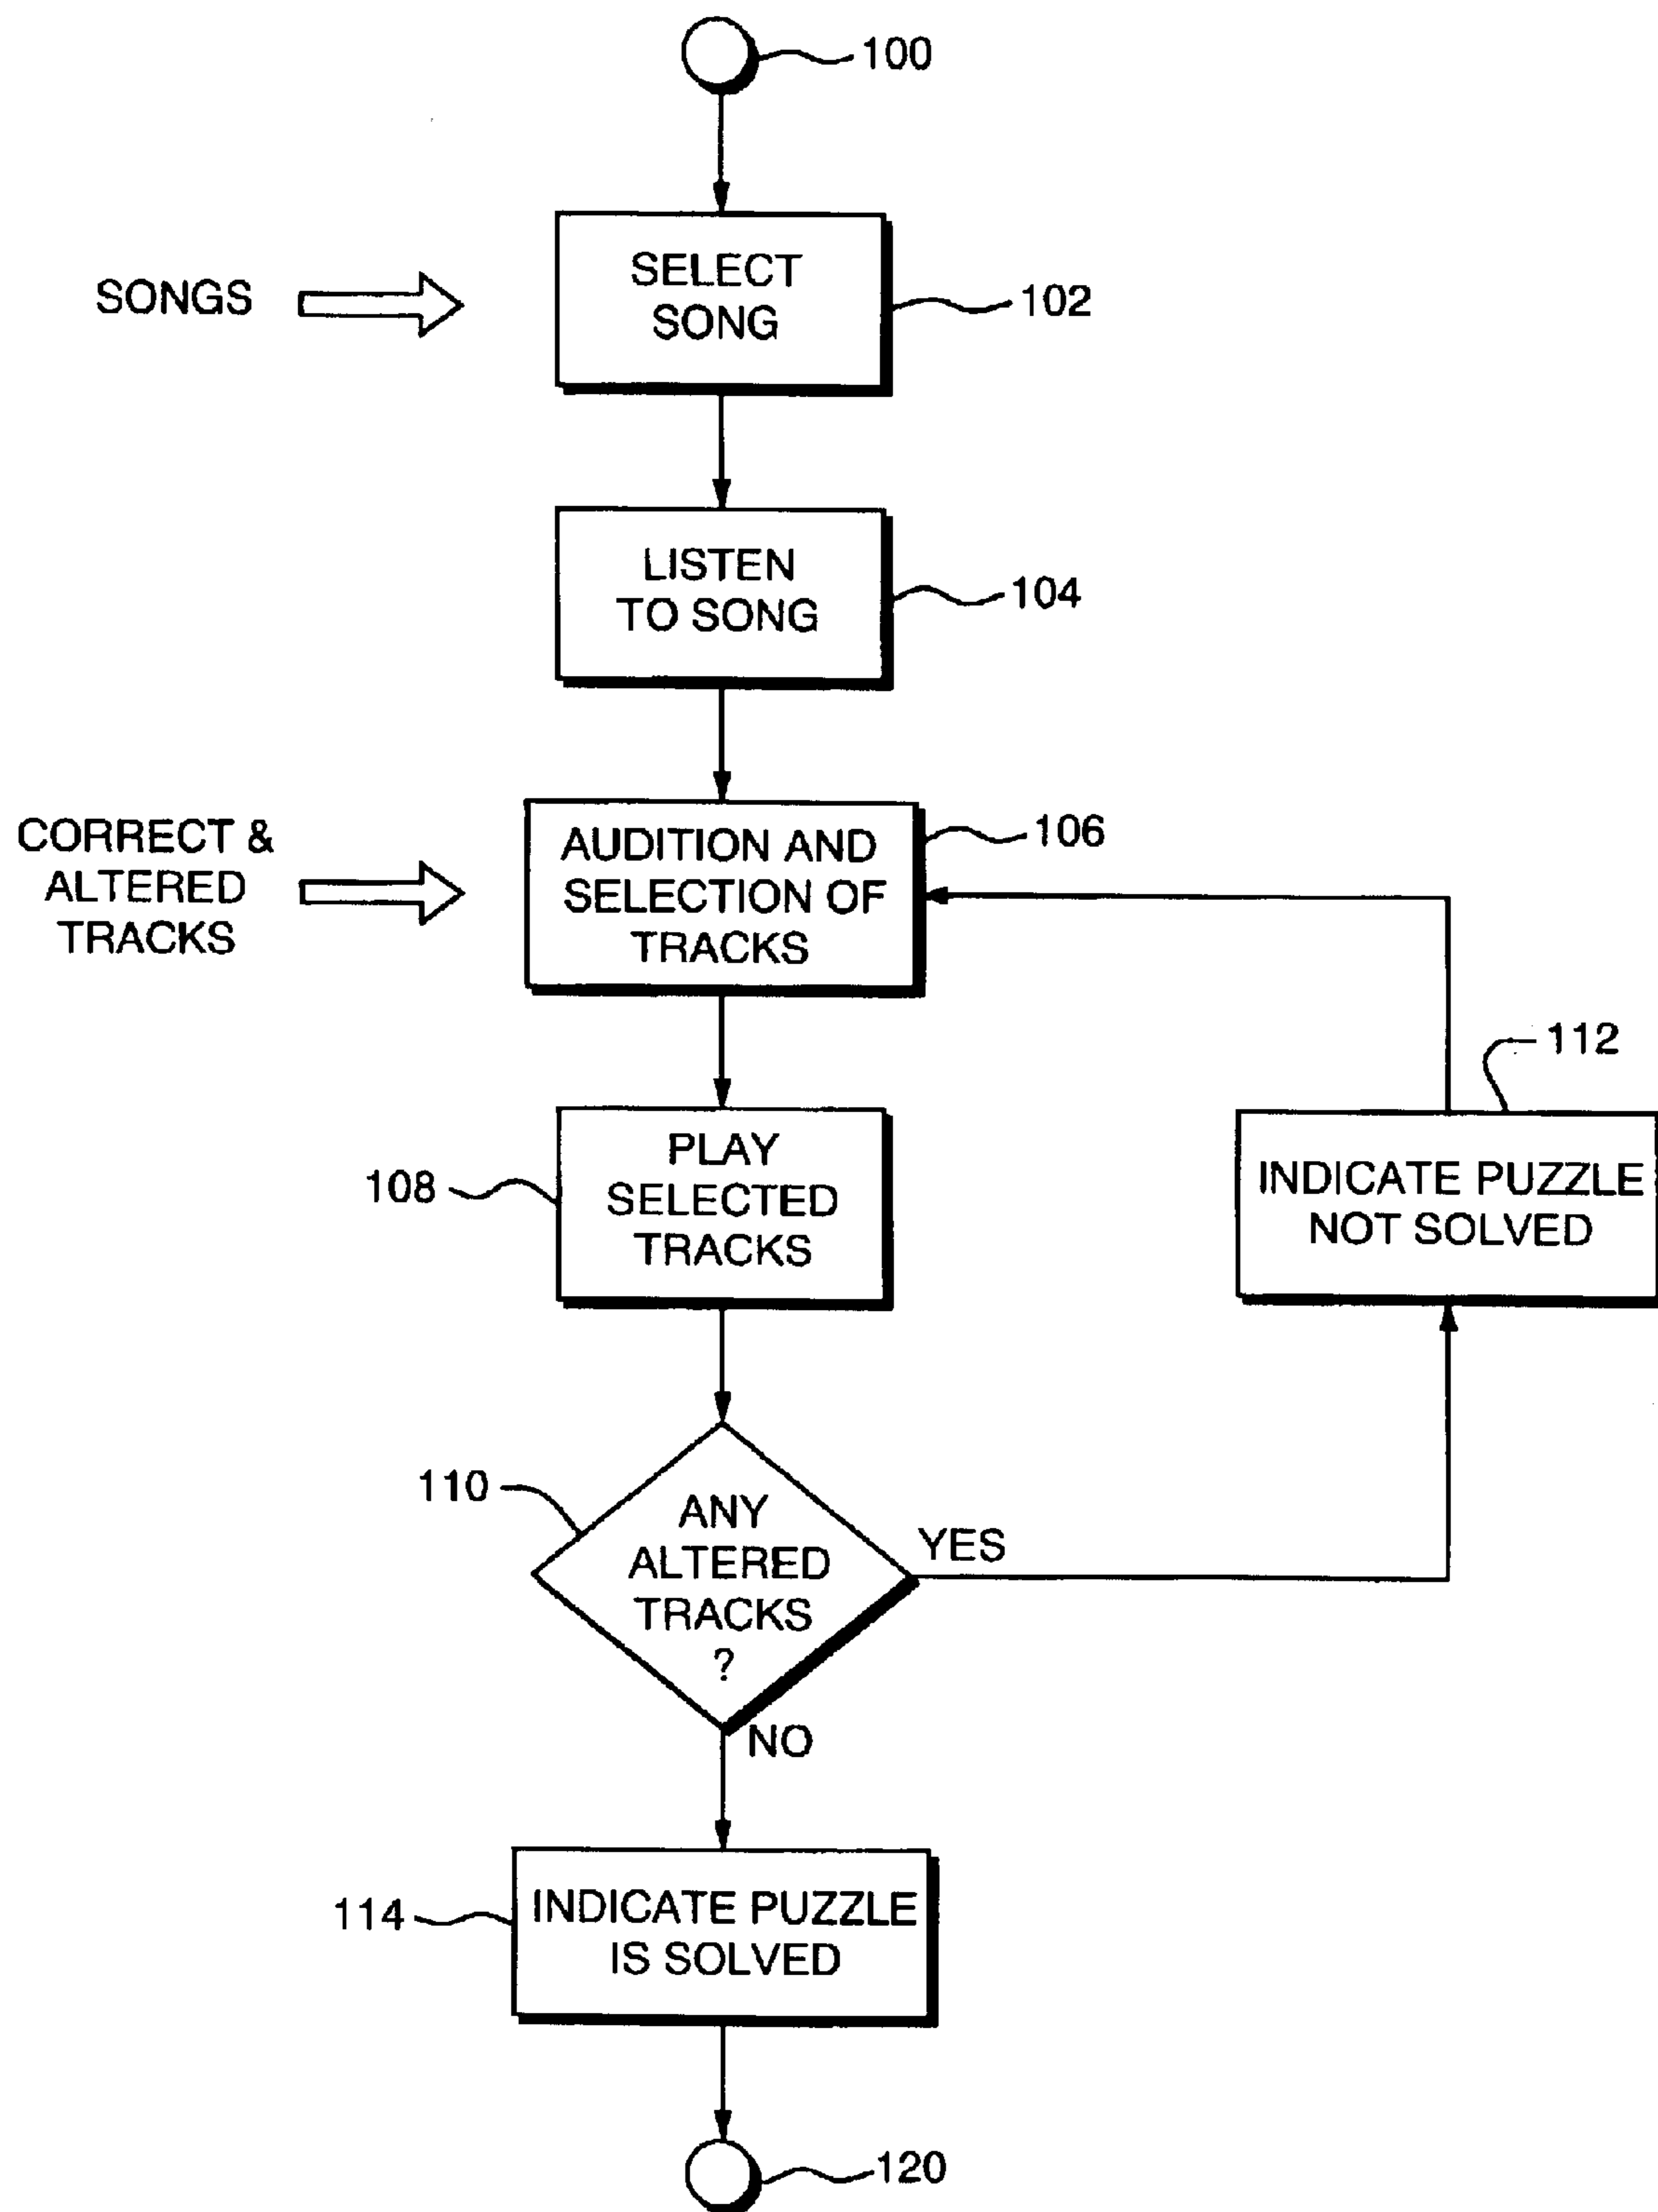 100
SELECT
SONG
SONGS
102
LISTEN
TO SONG
104
CORRECT &
ALTERED
TRACKS
AUDITION AND
SELECTION OF
TRACKS
106
112
PLAY
SELECTED
TRACKS
108
INDICATE PUZZLE
NOT SOLVED
110
ANY
ALTERED
TRACKS
?
YES
NO
114
INDICATE PUZZLE
IS SOLVED
120